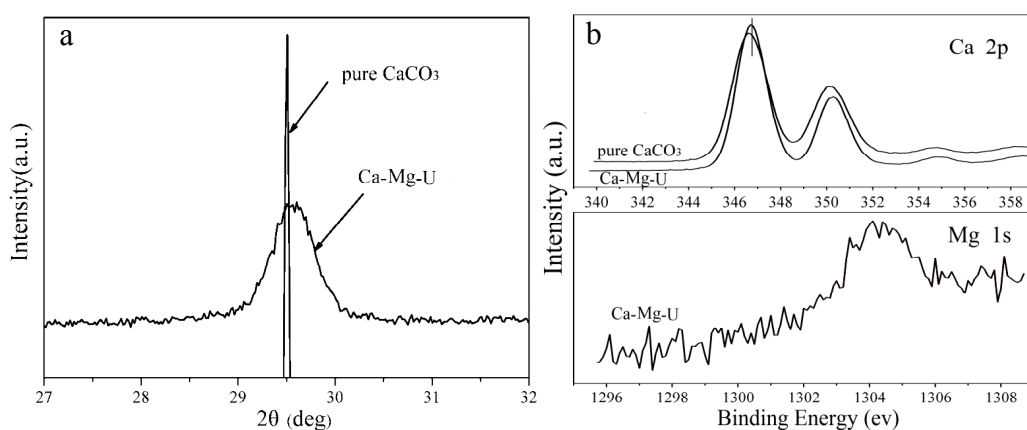 a
pure CaCO₃
Ca-Mg-U
Intensity(a.u.)
27 28 29 30 31 32
2θ (deg)
b
Ca 2p
pure CaCO₃
Ca-Mg-U
340 342 344 346 348 350 352 354 356 358
Intensity(a.u.)
Mg 1s
Ca-Mg-U
1296 1298 1300 1302 1304 1306 1308
Binding Energy (ev)